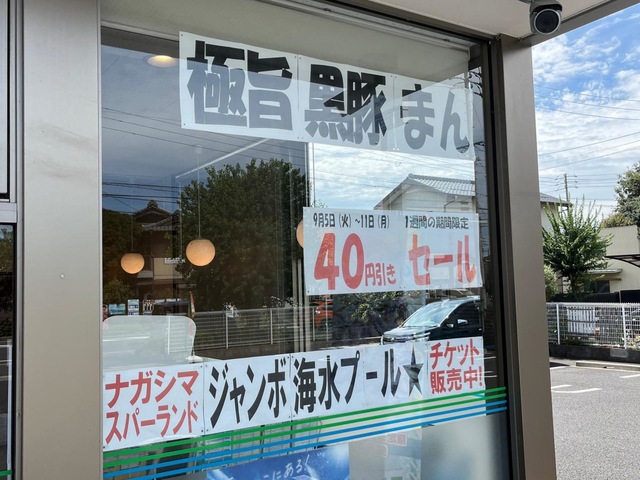 極旨 黒豚 まん
9月5日(火)～11日(月) 1週間の期間限定
40円引き セール
ナガシマ
スパーランド
ジャンボ 海水プール★
チケット
販売中!